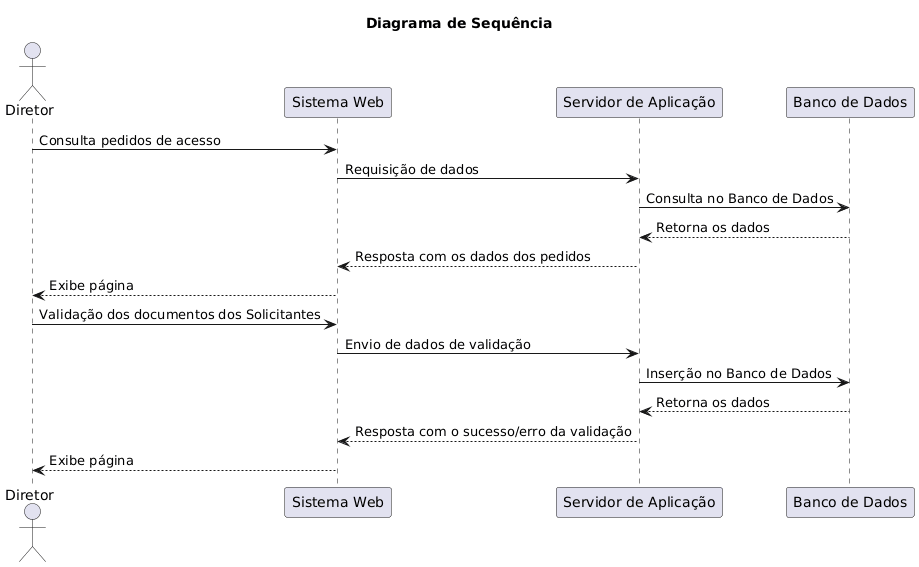 Diagrama de Sequência
Diretor
Sistema Web
Servidor de Aplicação
Banco de Dados
Consulta pedidos de acesso
Requisição de dados
Consulta no Banco de Dados
Retorna os dados
Resposta com os dados dos pedidos
Exibe página
Validação dos documentos dos Solicitantes
Envio de dados de validação
Inserção no Banco de Dados
Retorna os dados
Resposta com o sucesso/erro da validação
Exibe página
Diretor
Sistema Web
Servidor de Aplicação
Banco de Dados